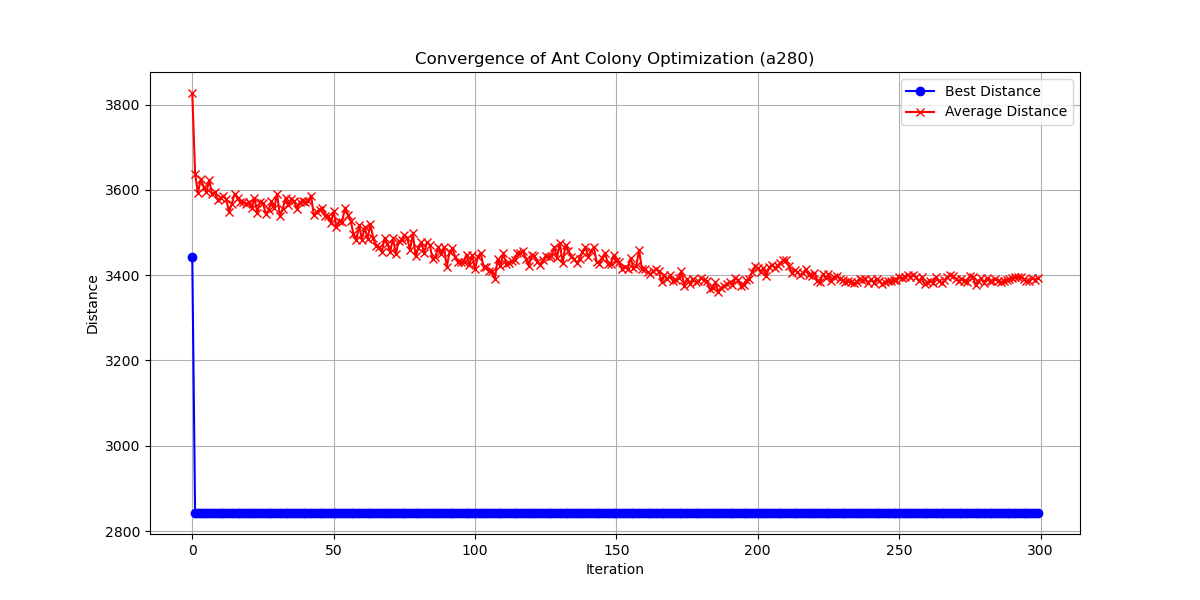 Convergence of Ant Colony Optimization (a280)
Best Distance
Average Distance
3800
3600
3400
3200
3000
2800
Distance
0 50 100 150 200 250 300
Iteration